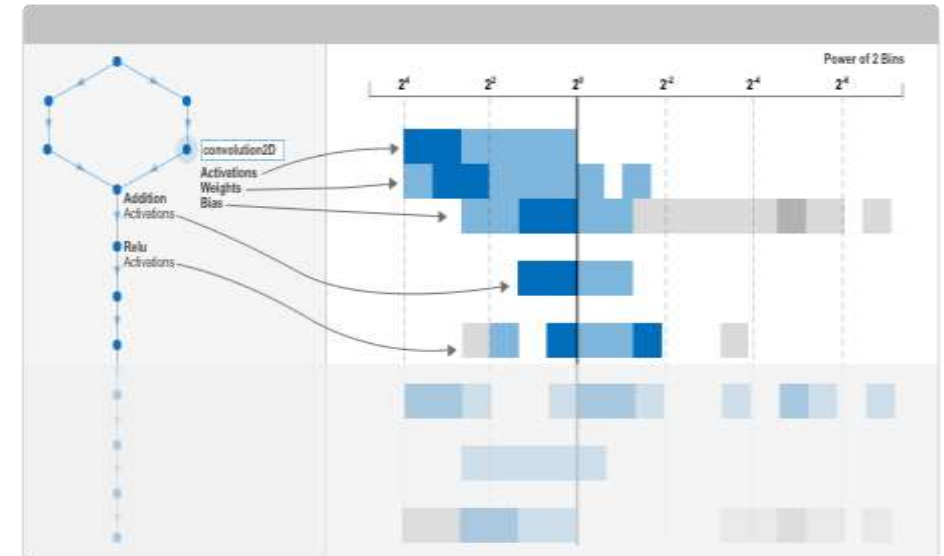 Power of 2 Bins
2⁴ 2² 2⁰ 2⁻² 2⁻⁴ 2⁻⁶
convolution2D
Activations
Weights
Bias
Addition
Activations
Relu
Activations